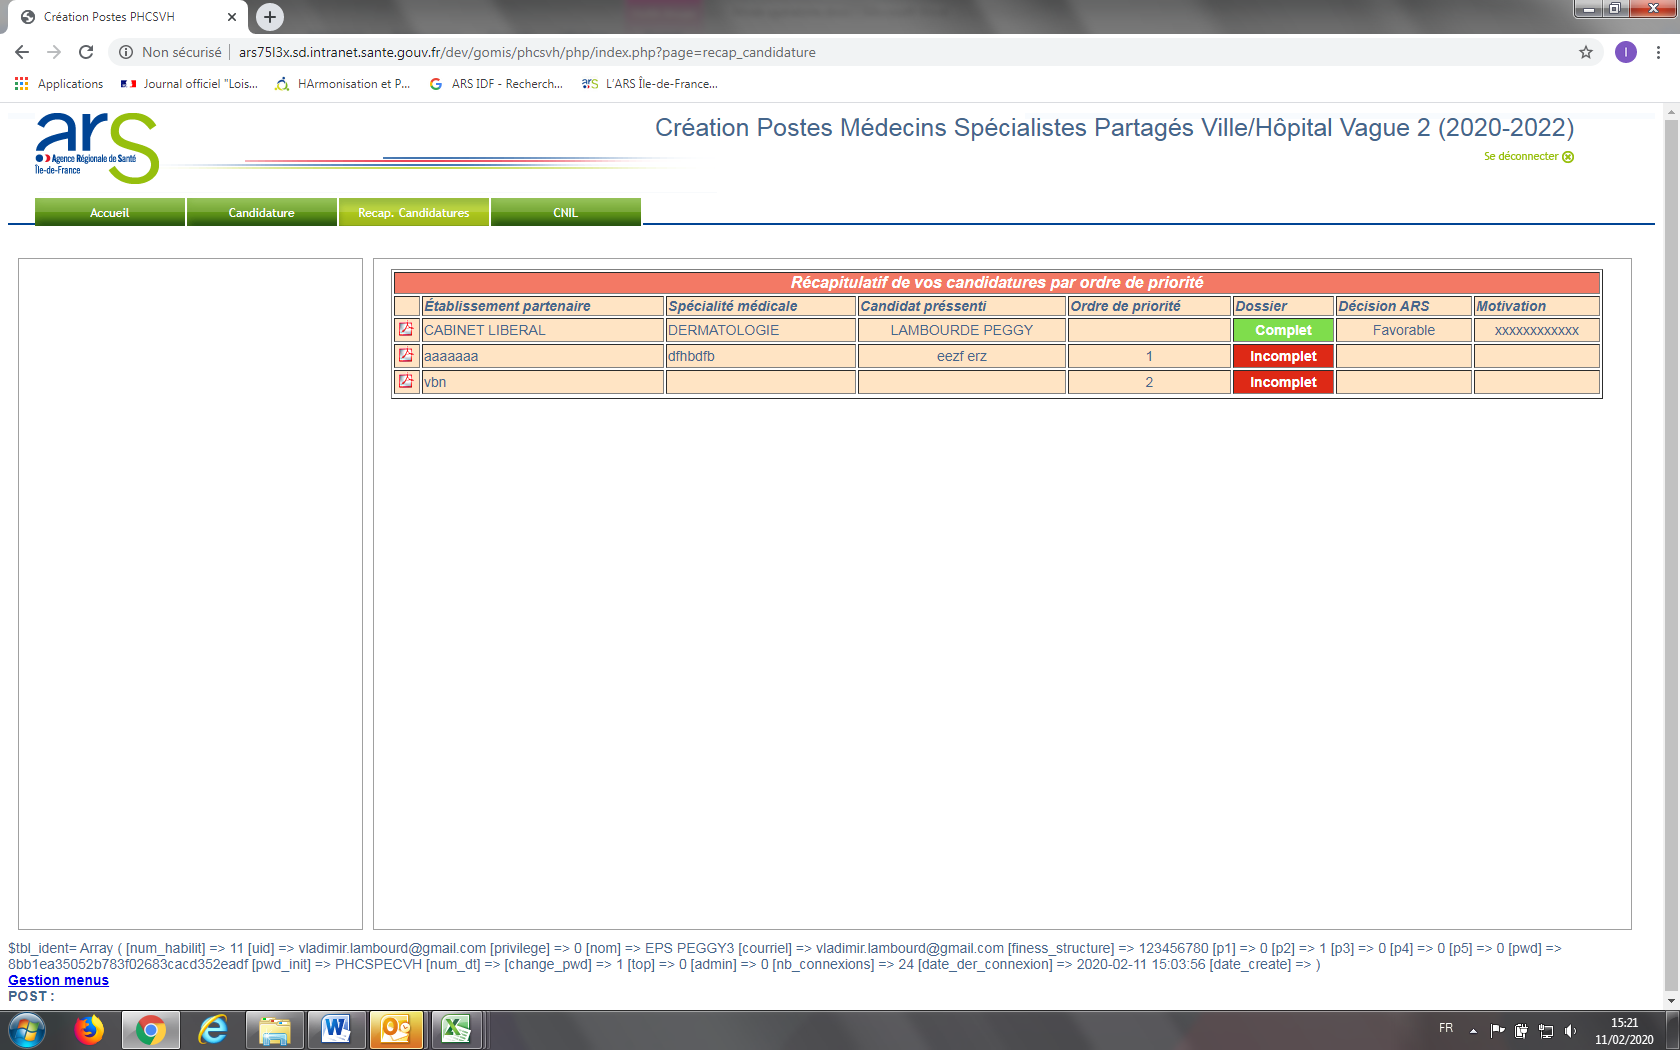 Création Postes PHCSVH
Non sécurisé | ars75l3x.sd.intranet.sante.gouv.fr/dev/gomis/phcsvh/php/index.php?page=recap_candidature
I
Applications Journal officiel "Lois... HArmonisation et P... ARS IDF - Recherch... L'ARS Île-de-France...
ars
Agence Régionale de Santé
Île-de-France
Création Postes Médecins Spécialistes Partagés Ville/Hôpital Vague 2 (2020-2022)
Se déconnecter
Accueil Candidature Recap. Candidatures CNIL
Récapitulatif de vos candidatures par ordre de priorité
Établissement partenaire Spécialité médicale Candidat préssenti Ordre de priorité Dossier Décision ARS Motivation
CABINET LIBERAL DERMATOLOGIE LAMBOURDE PEGGY Complet Favorable xxxxxxxxxxxx
aaaaaaa dfhbdfb eezf erz 1 Incomplet
vbn 2 Incomplet
$tbl_ident= Array ( [num_habilit] => 11 [uid] => vladimir.lambourd@gmail.com [privilege] => 0 [nom] => EPS PEGGY3 [courriel] => vladimir.lambourd@gmail.com [finess_structure] => 123456780 [p1] => 0 [p2] => 1 [p3] => 0 [p4] => 0 [p5] => 0 [pwd] =>
8bb1ea35052b783f02683cacd352eadf [pwd_init] => PHCSPECVH [num_dt] => [change_pwd] => 1 [top] => 0 [admin] => 0 [nb_connexions] => 24 [date_der_connexion] => 2020-02-11 15:03:56 [date_create] => )
Gestion menus
POST :
FR
15:21
11/02/2020